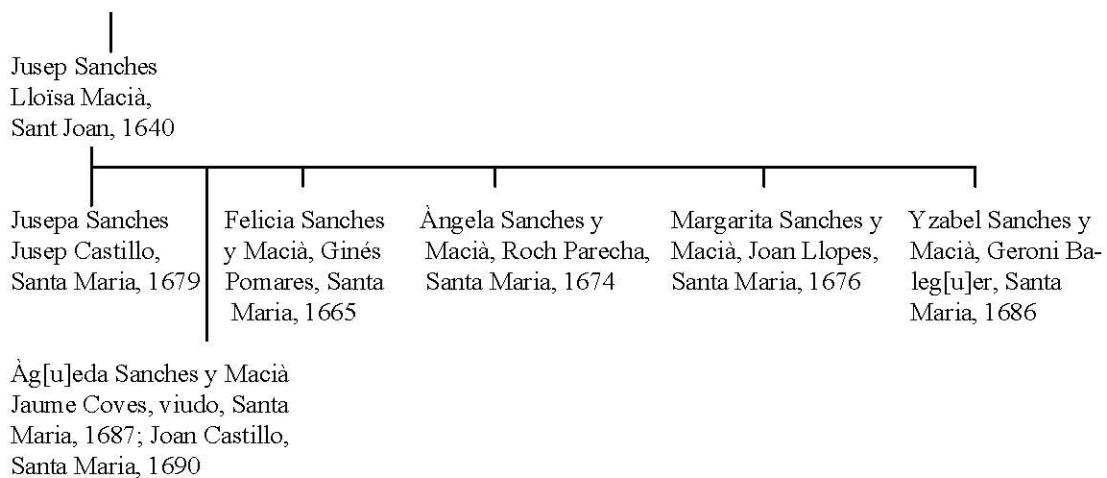 Jusep Sanches
Lloïsa Macià,
Sant Joan, 1640
Jusepa Sanches
Jusep Castillo,
Santa Maria, 1679
Felicia Sanches
y Macià, Ginés
Pomares, Santa
Maria, 1665
Àngela Sanches y
Macià, Roch Parecha,
Santa Maria, 1674
Margarita Sanches y
Macià, Joan Llopes,
Santa Maria, 1676
Yzabel Sanches y
Macià, Geroni Ba-
leg[u]er, Santa
Maria, 1686
Àg[u]eda Sanches y Macià
Jaume Coves, viudo, Santa
Maria, 1687; Joan Castillo,
Santa Maria, 1690